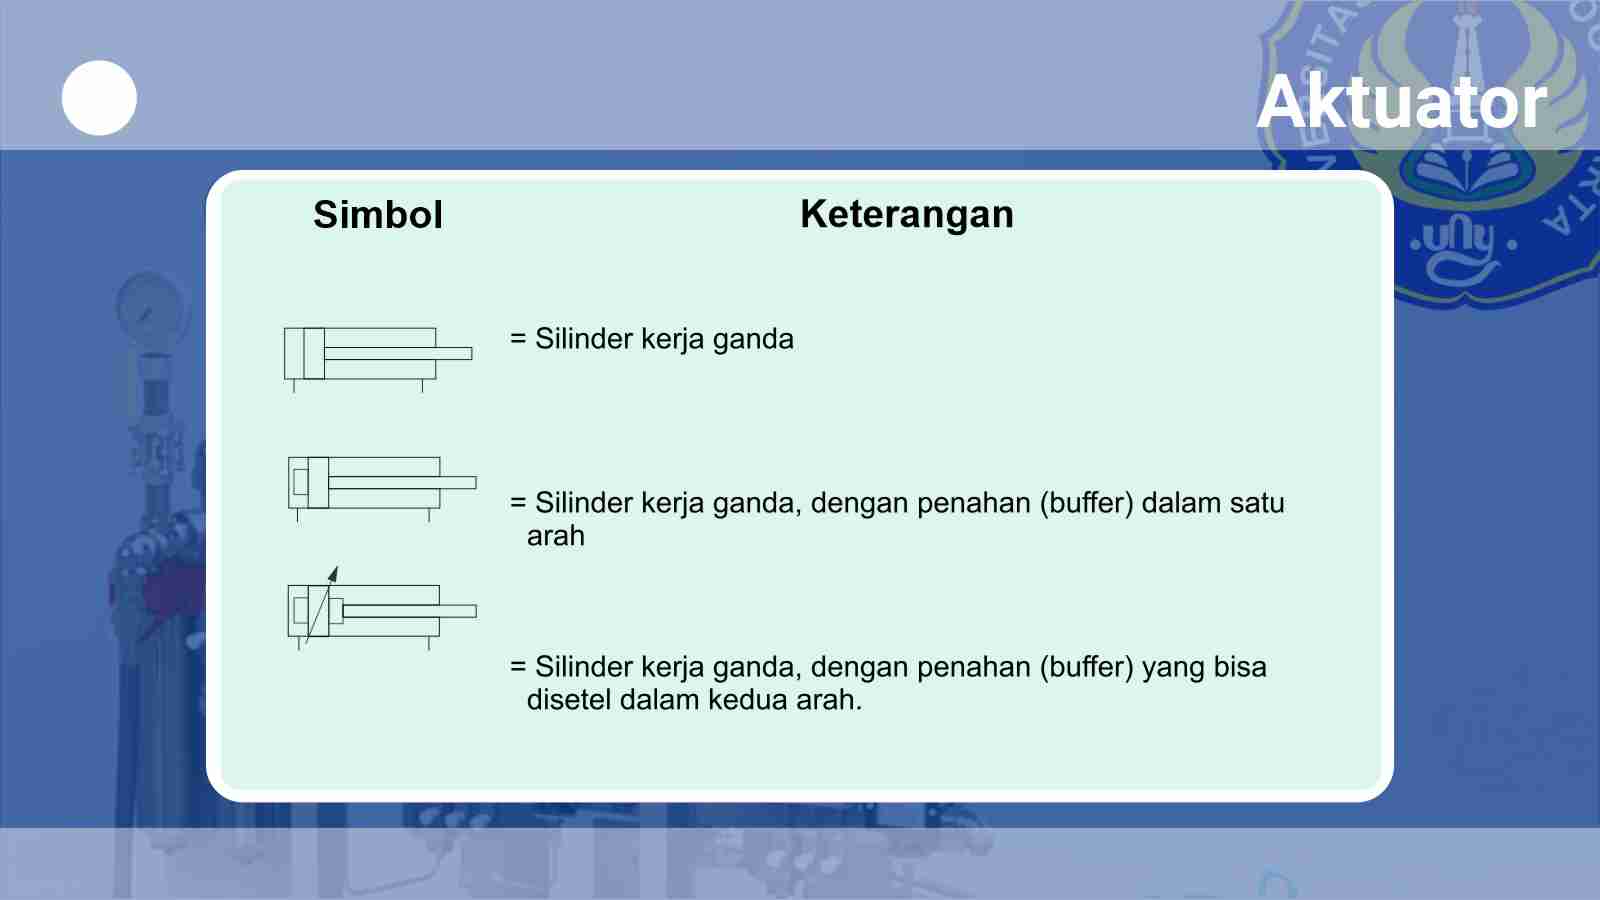 Aktuator
Simbol
Keterangan
= Silinder kerja ganda
= Silinder kerja ganda, dengan penahan (buffer) dalam satu
arah
= Silinder kerja ganda, dengan penahan (buffer) yang bisa
disetel dalam kedua arah.